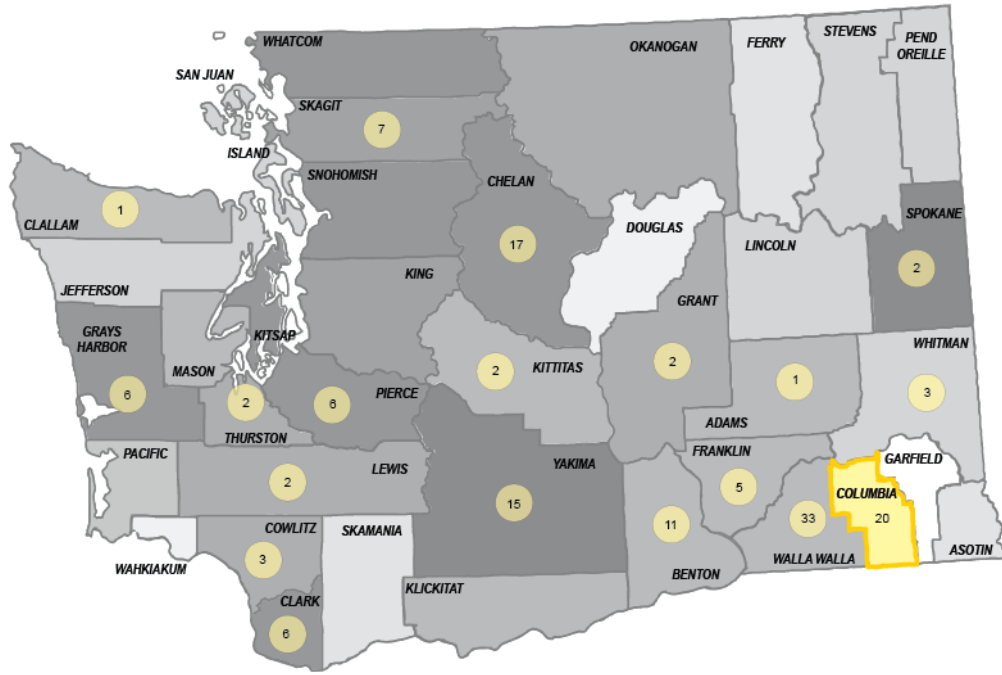 WHATCOM
OKANOGAN
FERRY
STEVENS
PEND
OREILLE
SAN JUAN
SKAGIT
7
ISLAND
SNOHOMISH
CHELAN
17
CLALLAM
1
DOUGLAS
LINCOLN
SPOKANE
2
JEFFERSON
KING
GRANT
2
GRAYS
HARBOR
6
MASON
KITSAP
KITTITAS
2
WHITMAN
3
PIERCE
6
2
THURSTON
ADAMS
1
PACIFIC
LEWIS
2
YAKIMA
15
FRANKLIN
5
GARFIELD
COLUMBIA
20
WAHKIAKUM
COWLITZ
3
SKAMANIA
11
BENTON
33
WALLA WALLA
ASOTIN
KLICKITAT
CLARK
6